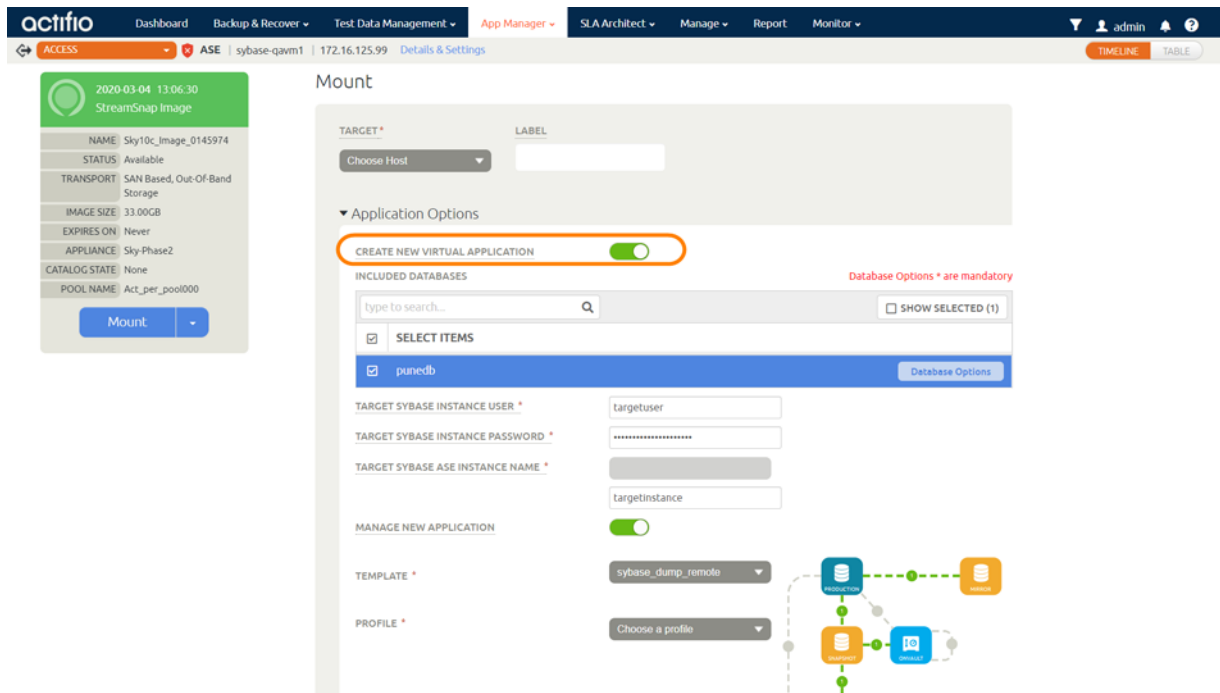 actifio Dashboard Backup & Recover Test Data Management App Manager SLA Architect Manage Report Monitor admin
ACCESS ASE | sybase-qavm1 | 172.16.125.99 Details & Settings TIMELINE TABLE
2020-03-04 13:06:30
StreamSnap Image
NAME Sky10c_Image_0145974
STATUS Available
TRANSPORT SAN Based, Out-Of-Band
Storage
IMAGE SIZE 33.00GB
EXPIRES ON Never
APPLIANCE Sky-Phase2
CATALOG STATE None
POOL NAME Act_per_pool000
Mount
Mount
TARGET* LABEL
Choose Host
Application Options
CREATE NEW VIRTUAL APPLICATION
INCLUDED DATABASES Database Options * are mandatory
type to search... SHOW SELECTED (1)
SELECT ITEMS
punedb Database Options
TARGET SYBASE INSTANCE USER * targetuser
TARGET SYBASE INSTANCE PASSWORD *
TARGET SYBASE ASE INSTANCE NAME *
targetinstance
MANAGE NEW APPLICATION
TEMPLATE * sybase_dump_remote
PRODUCTION MIRROR
PROFILE * Choose a profile
SNAPSHOT ONVAULT